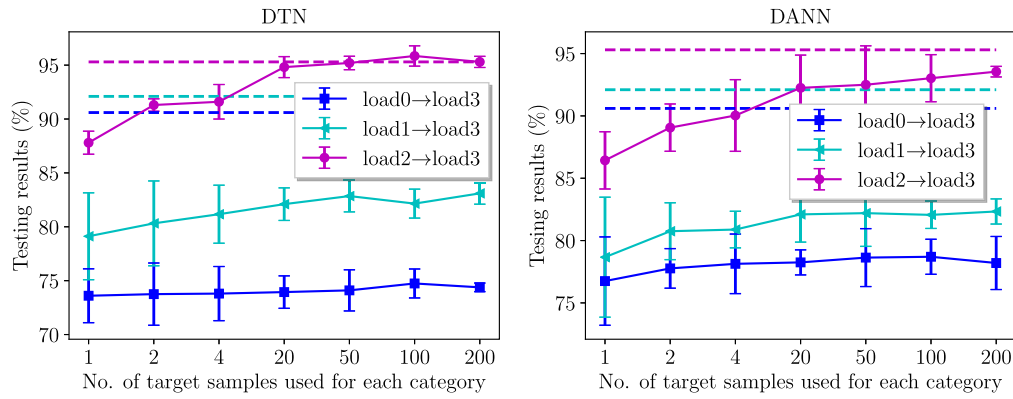 DTN
Testing results (%)
95
90
85
80
75
70
load0→load3
load1→load3
load2→load3
1 2 4 20 50 100 200
No. of target samples used for each category
DANN
Tesing results (%)
95
90
85
80
75
load0→load3
load1→load3
load2→load3
1 2 4 20 50 100 200
No. of target samples used for each category